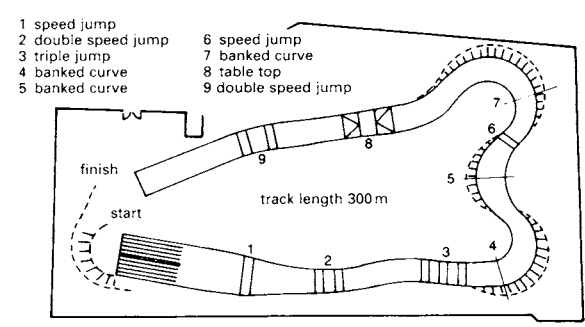 1 speed jump
2 double speed jump
3 triple jump
4 banked curve
5 banked curve
6 speed jump
7 banked curve
8 table top
9 double speed jump
7
6
9
8
finish
5
track length 300 m
start
1
2
3
4